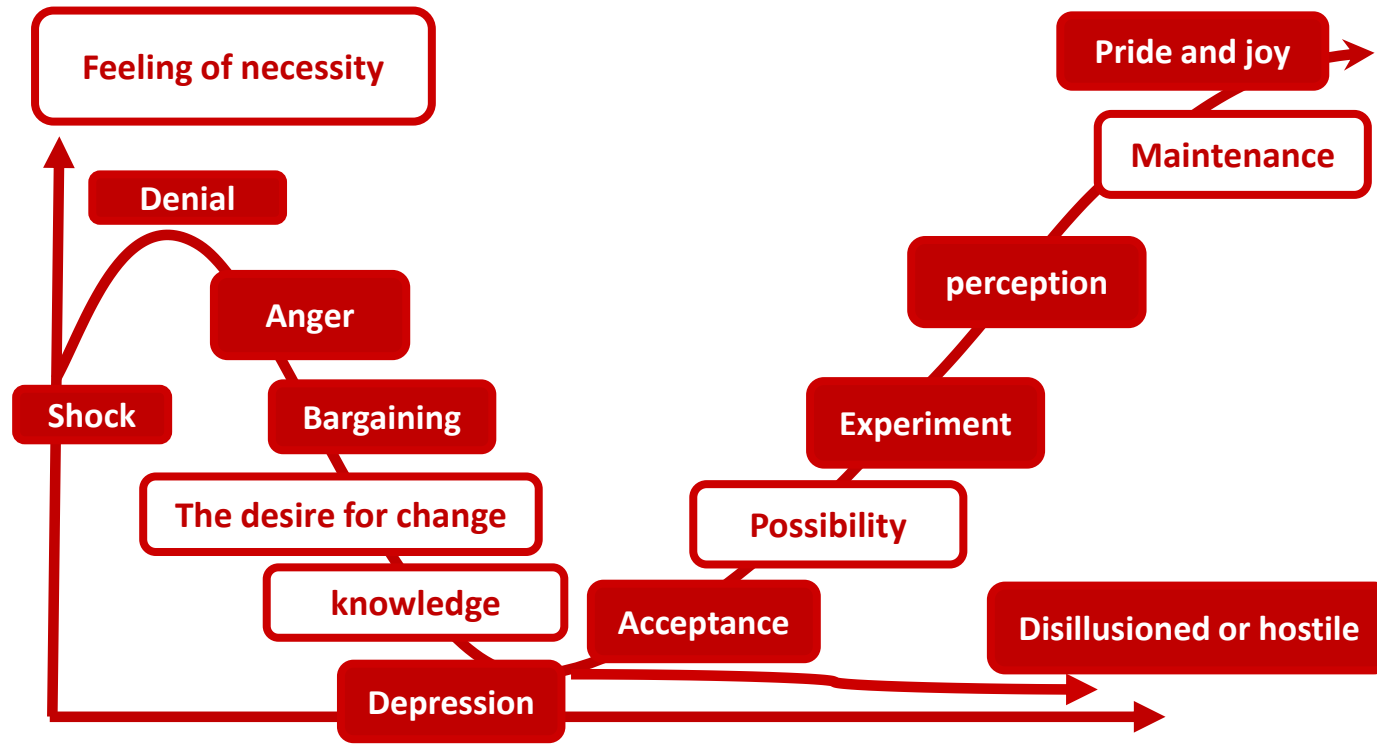 Feeling of necessity
Pride and joy
Maintenance
Denial
perception
Anger
Shock
Bargaining
Experiment
The desire for change
Possibility
knowledge
Acceptance
Disillusioned or hostile
Depression